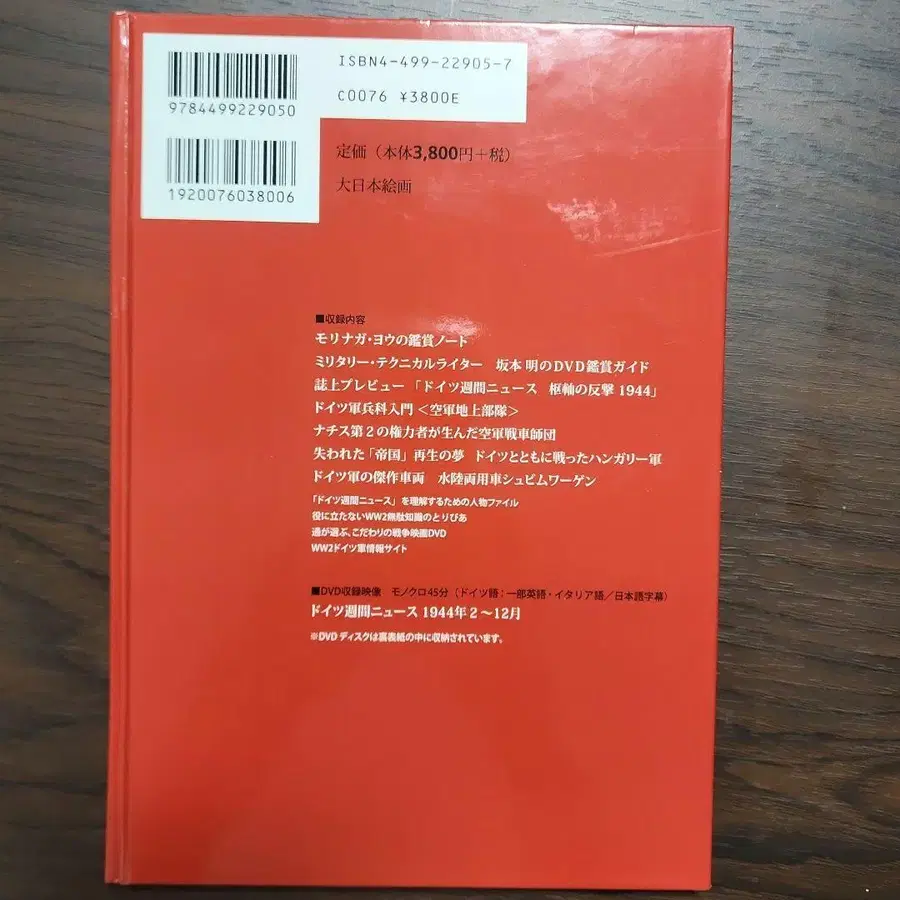 ISBN4-499-22905-7
9784499229050
C0076 ¥3800E
定価（本体3,800円＋税）
1920076038006
大日本絵画
■収録内容
モリナガ・ヨウの鑑賞ノート
ミリタリー・テクニカルライター　坂本 明のDVD鑑賞ガイド
誌上プレビュー 「ドイツ週間ニュース　枢軸の反撃 1944」
ドイツ軍兵科入門 ＜空軍地上部隊＞
ナチス第２の権力者が生んだ空軍戦車師団
失われた「帝国」再生の夢　ドイツとともに戦ったハンガリー軍
ドイツ軍の傑作車両　水陸両用車シュビムワーゲン
「ドイツ週間ニュース」を理解するための人物ファイル
役に立たないWW2無駄知識のとりびあ
通が選ぶ、こだわりの戦争映画DVD
WW2ドイツ軍情報サイト
■DVD収録映像　モノクロ45分（ドイツ語：一部英語・イタリア語／日本語字幕）
ドイツ週間ニュース 1944年２〜12月
※DVDディスクは裏表紙の中に収納されています。